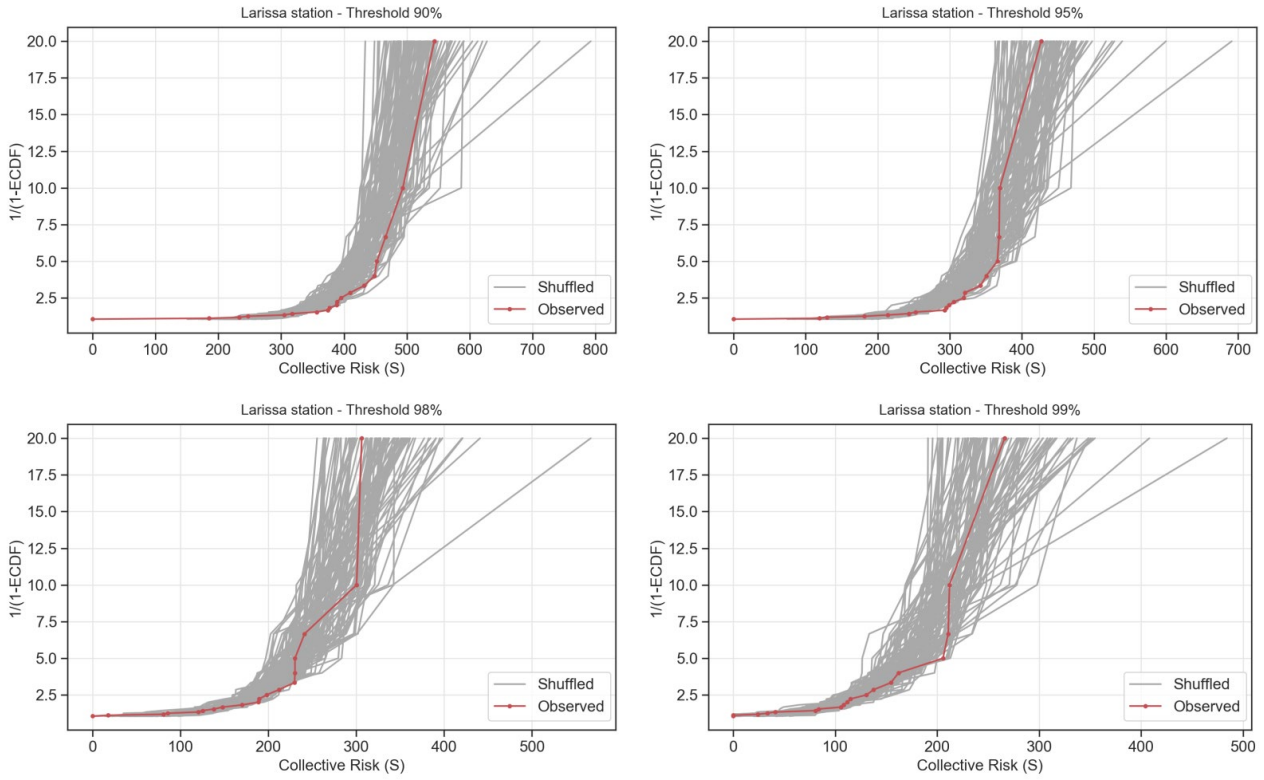 Larissa station - Threshold 90%
20.0
17.5
15.0
12.5
10.0
7.5
5.0
2.5
1/(1-ECDF)
Shuffled
Observed
0 100 200 300 400 500 600 700 800
Collective Risk (S)
Larissa station - Threshold 95%
20.0
17.5
15.0
12.5
10.0
7.5
5.0
2.5
1/(1-ECDF)
Shuffled
Observed
0 100 200 300 400 500 600 700
Collective Risk (S)
Larissa station - Threshold 98%
20.0
17.5
15.0
12.5
10.0
7.5
5.0
2.5
1/(1-ECDF)
Shuffled
Observed
0 100 200 300 400 500
Collective Risk (S)
Larissa station - Threshold 99%
20.0
17.5
15.0
12.5
10.0
7.5
5.0
2.5
1/(1-ECDF)
Shuffled
Observed
0 100 200 300 400 500
Collective Risk (S)